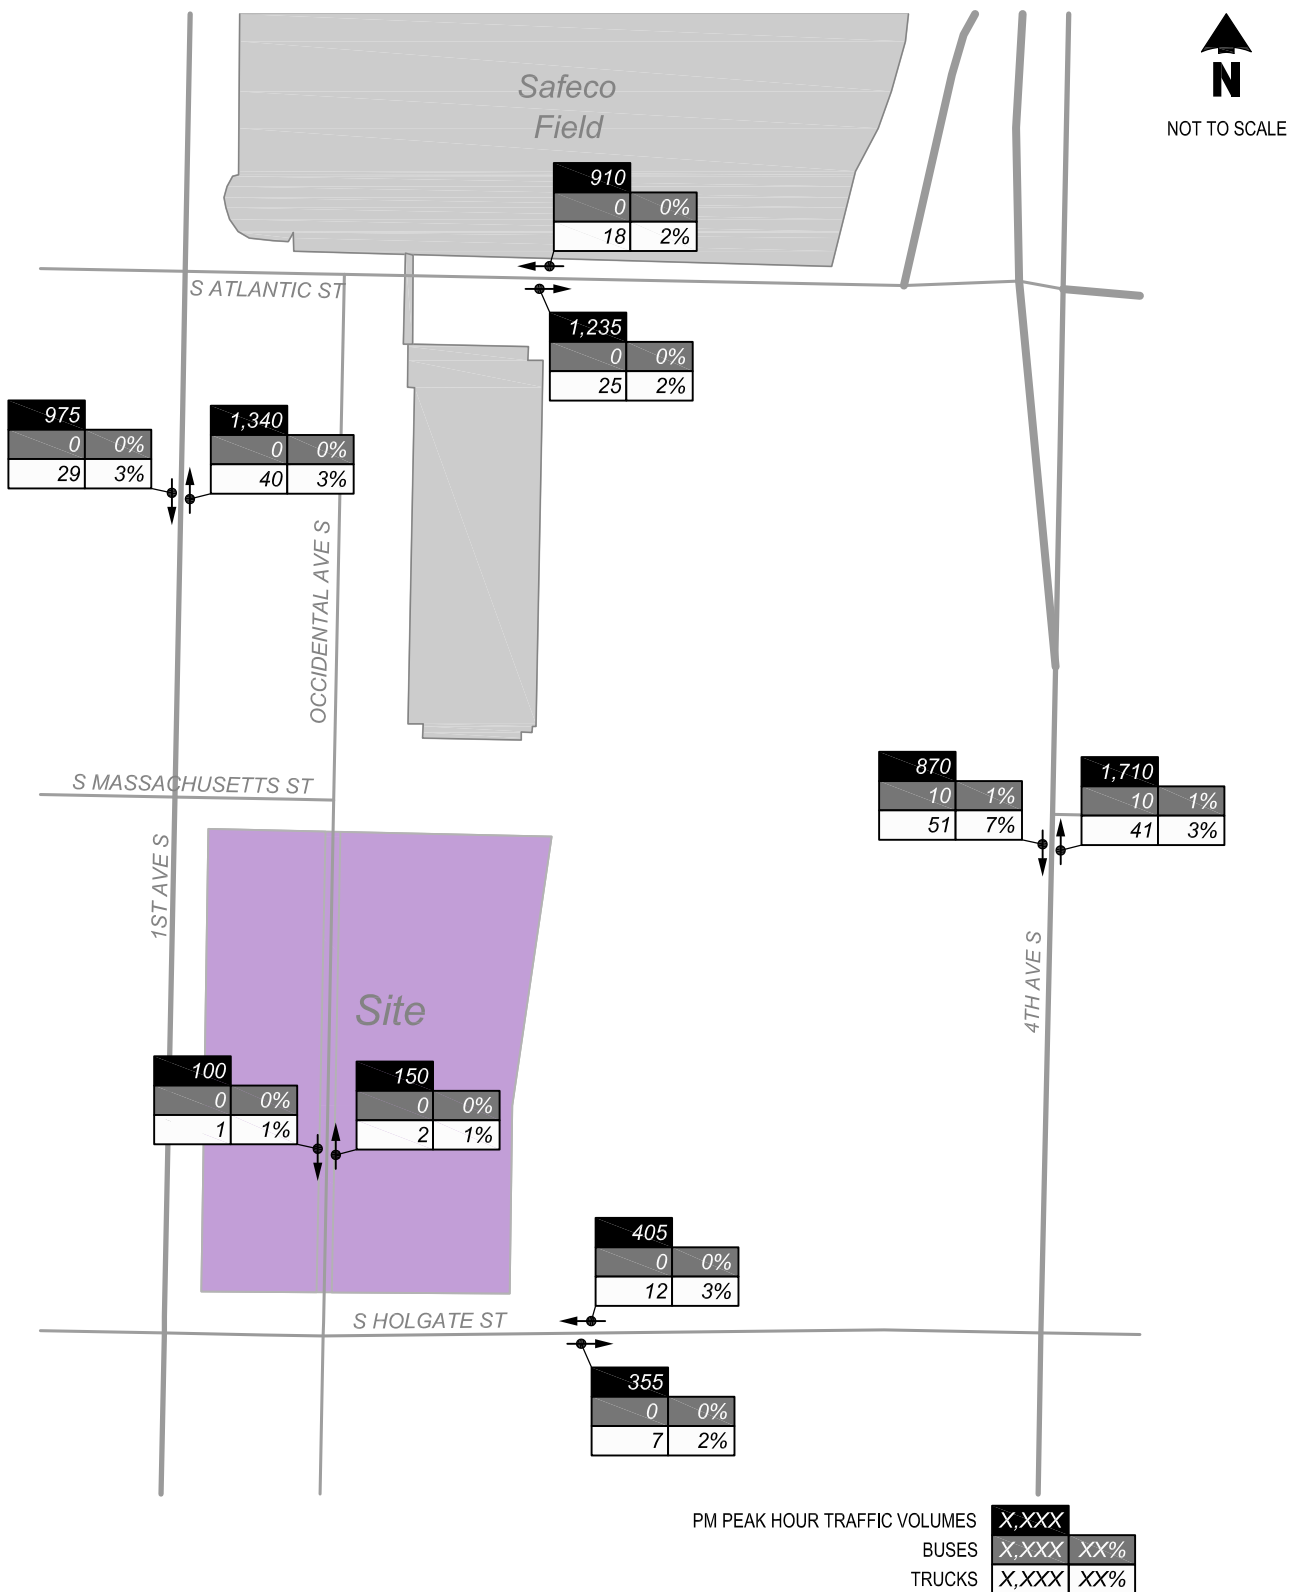 Safeco
Field
N
NOT TO SCALE
910
0 0%
18 2%
S ATLANTIC ST
1,235
0 0%
25 2%
975
0 0%
29 3%
1,340
0 0%
40 3%
OCCIDENTAL AVE S
S MASSACHUSETTS ST
870
10 1%
51 7%
1,710
10 1%
41 3%
1ST AVE S
4TH AVE S
Site
100
0 0%
1 1%
150
0 0%
2 1%
405
0 0%
12 3%
S HOLGATE ST
355
0 0%
7 2%
PM PEAK HOUR TRAFFIC VOLUMES X,XXX
BUSES X,XXX XX%
TRUCKS X,XXX XX%